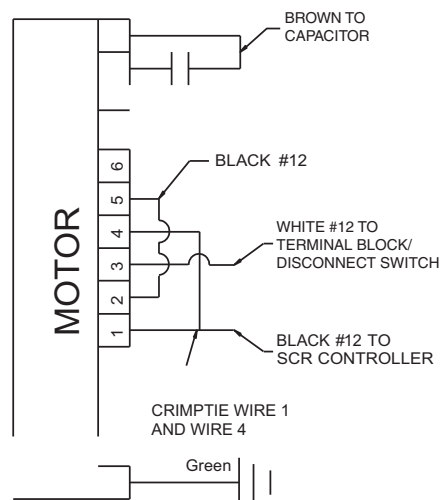 BROWN TO
CAPACITOR
MOTOR
6
5
4
3
2
1
BLACK #12
WHITE #12 TO
TERMINAL BLOCK/
DISCONNECT SWITCH
BLACK #12 TO
SCR CONTROLLER
CRIMPTIE WIRE 1
AND WIRE 4
Green